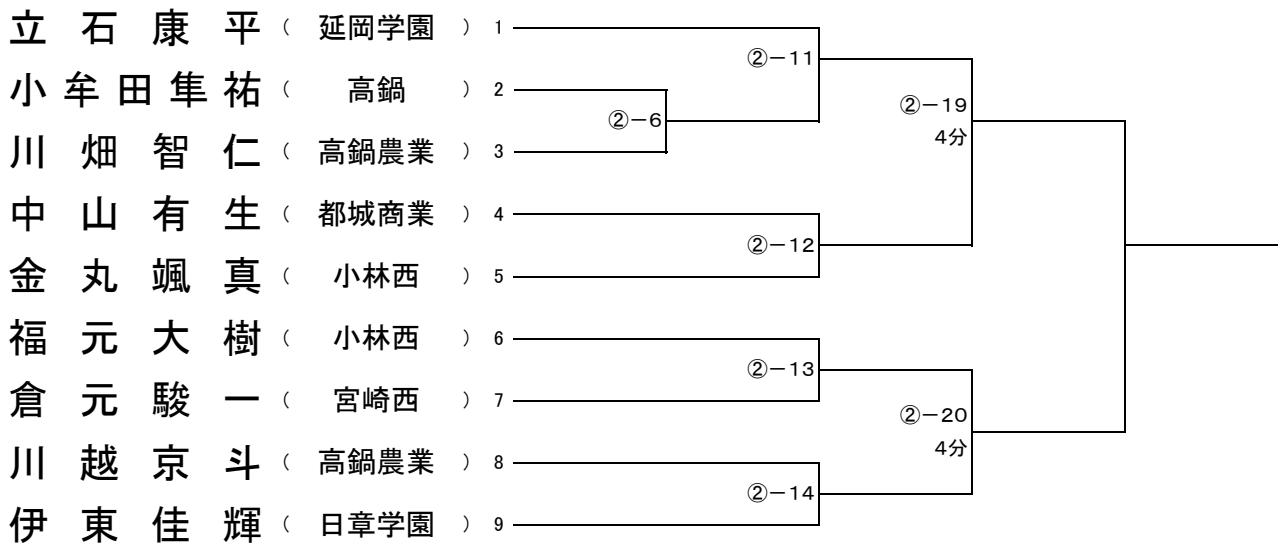 立石康平（延岡学園）1
②－11
小牟田隼祐（高鍋）2
②－19
②－6
4分
川畑智仁（高鍋農業）3
中山有生（都城商業）4
②－12
金丸颯真（小林西）5
福元大樹（小林西）6
②－13
倉元駿一（宮崎西）7
②－20
4分
川越京斗（高鍋農業）8
②－14
伊東佳輝（日章学園）9